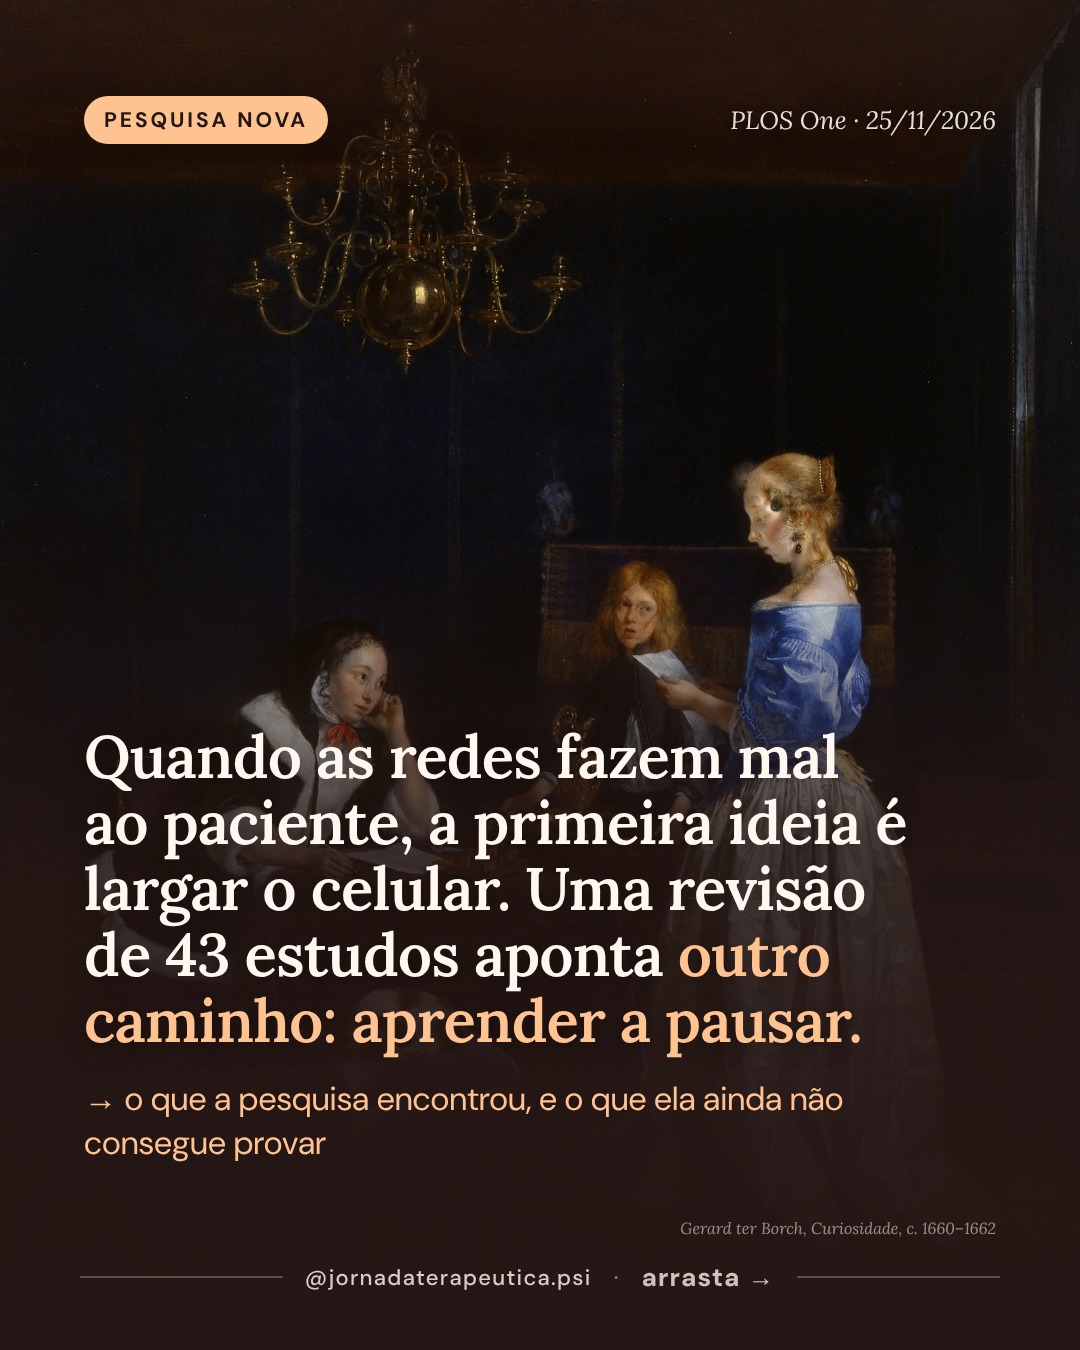 PESQUISA NOVA
PLOS One · 25/11/2026
Quando as redes fazem mal
ao paciente, a primeira ideia é
largar o celular. Uma revisão
de 43 estudos aponta outro
caminho: aprender a pausar.
→ o que a pesquisa encontrou, e o que ela ainda não
consegue provar
Gerard ter Borch, Curiosidade, c. 1660–1662
@jornadaterapeutica.psi · arrasta →